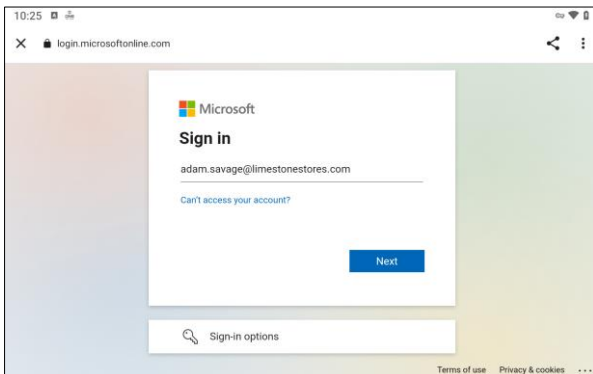 10:25
login.microsoftonline.com
Microsoft
Sign in
adam.savage@limestonestores.com
Can't access your account?
Next
Sign-in options
Terms of use Privacy & cookies ...